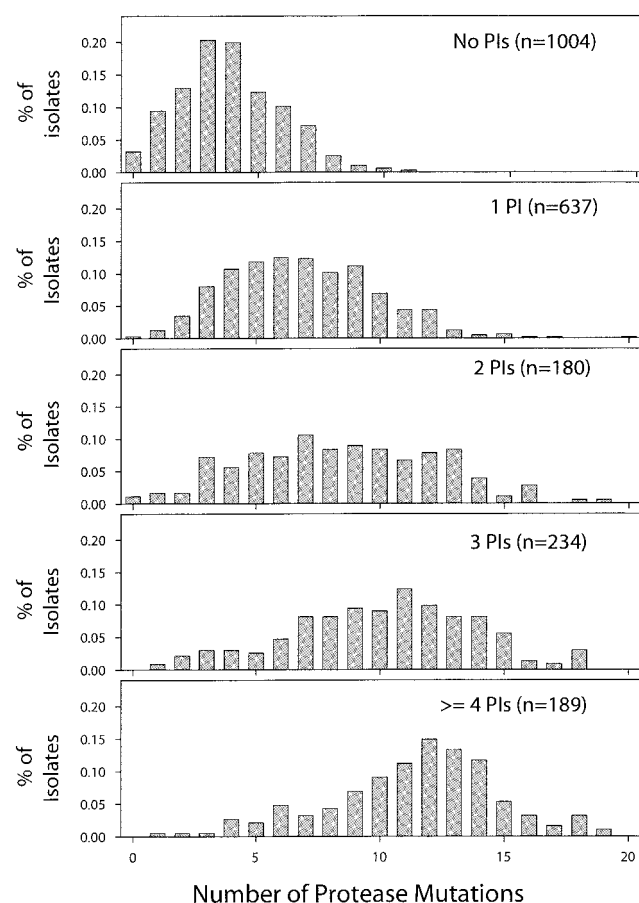 No PIs (n=1004)
% of
isolates
0.20
0.15
0.10
0.05
0.00
1 PI (n=637)
% of
Isolates
0.20
0.15
0.10
0.05
0.00
2 PIs (n=180)
% of
Isolates
0.20
0.15
0.10
0.05
0.00
3 PIs (n=234)
% of
Isolates
0.20
0.15
0.10
0.05
0.00
>= 4 PIs (n=189)
% of
Isolates
0.20
0.15
0.10
0.05
0.00
0 5 10 15 20
Number of Protease Mutations